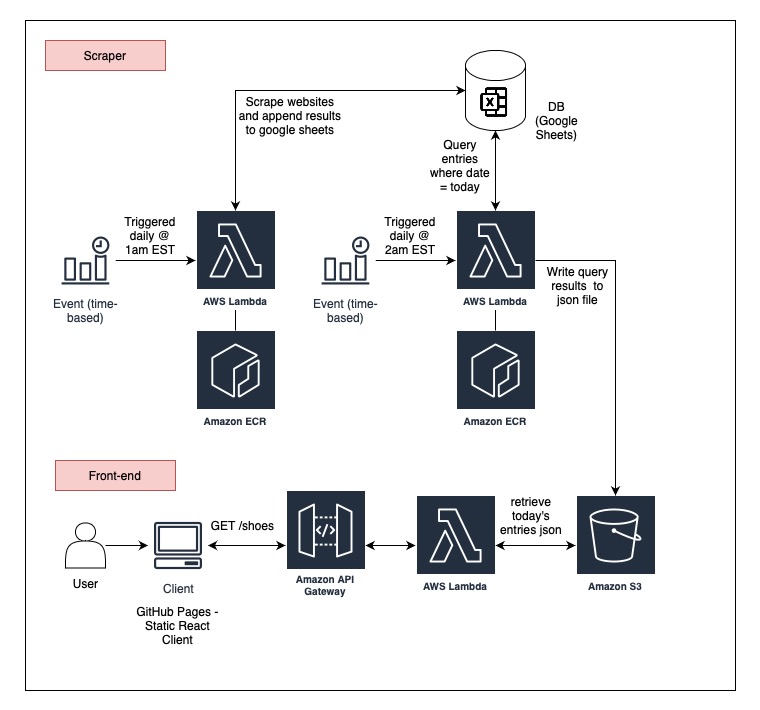 Scraper
Scrape websites
and append results
to google sheets
DB
(Google
Sheets)
Query
entries
where date
= today
Triggered
daily @
1am EST
Triggered
daily @
2am EST
Event (time-
based)
AWS Lambda
Event (time-
based)
AWS Lambda
Write query
results to
json file
Amazon ECR
Amazon ECR
Front-end
GET /shoes
retrieve
today's
entries json
User
Client
GitHub Pages -
Static React
Client
Amazon API
Gateway
AWS Lambda
Amazon S3